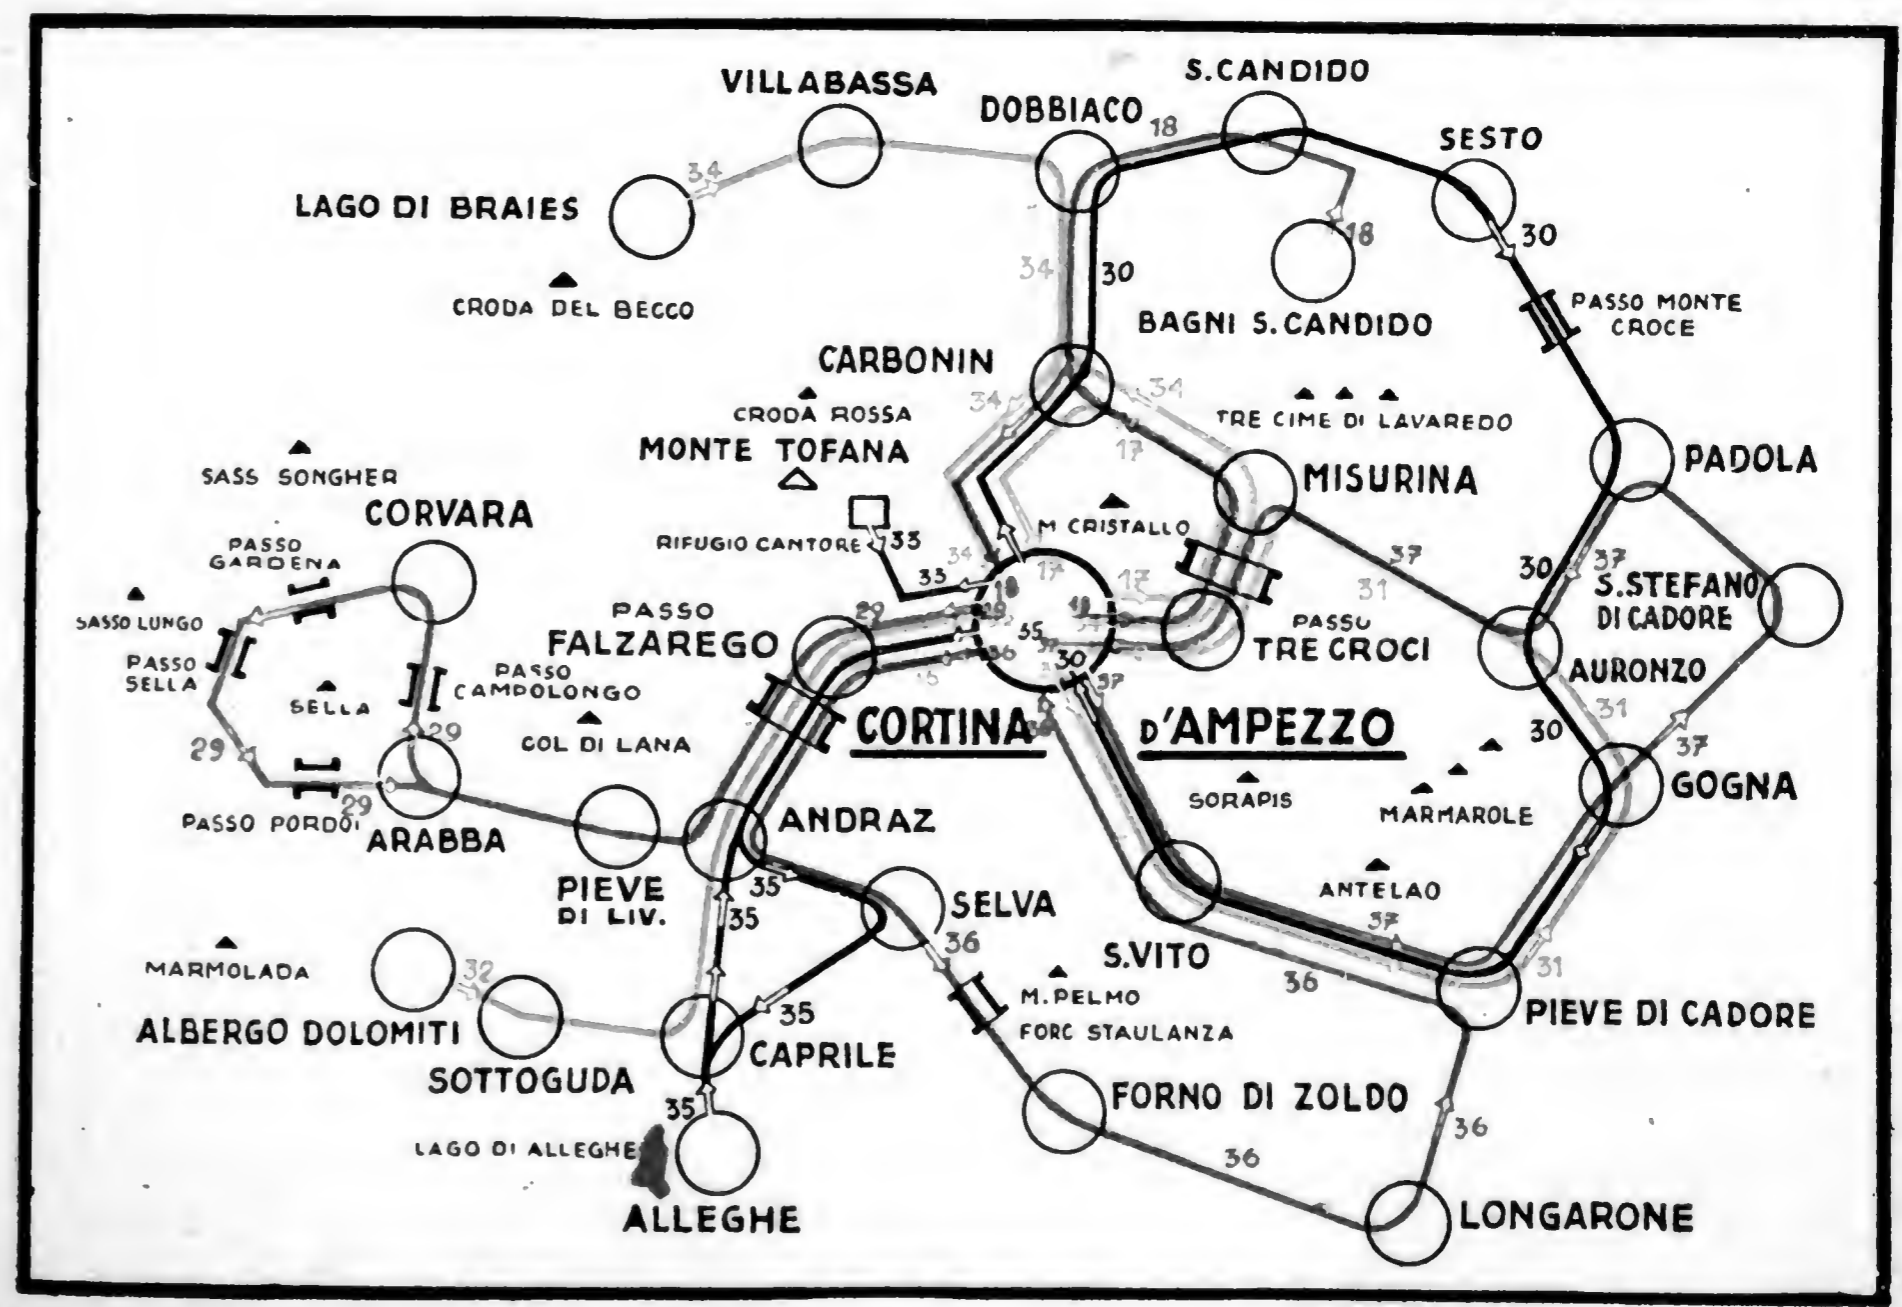 S.CANDIDO
VILLABASSA
DOBBIACO
18
SESTO
34
LAGO DI BRAIES
30
18
34
30
CRODA DEL BECCO
PASSO MONTE
CROCE
BAGNI S.CANDIDO
CARBONIN
34
34
CRODA ROSSA
TRE CIME DI LAVAREDO
MONTE TOFANA
17
PADOLA
SASS SONGHER
MISURINA
CORVARA
M CRISTALLO
PASSO
GARDENA
RIFUGIO CANTORE
33
34
17
37
31
30
37
33
18
17
S.STEFANO
DI CADORE
SASSO LUNGO
PASSO
FALZAREGO
29
35
37
30
36
37
PASSO
TRE CROCI
AURONZO
PASSO
SELLA
PASSO
CAMPOLONGO
SELLA
31
30
29
29
COL DI LANA
CORTINA
D'AMPEZZO
37
GOGNA
SORAPIS
MARMAROLE
29
PASSO PORDOI
ARABBA
ANDRAZ
35
PIEVE
DI LIV.
ANTELAO
SELVA
35
37
36
S.VITO
31
36
MARMOLADA
32
M.PELMO
35
PIEVE DI CADORE
ALBERGO DOLOMITI
FORC STAULANZA
CAPRILE
SOTTOGUDA
35
FORNO DI ZOLDO
36
LAGO DI ALLEGHE
36
ALLEGHE
LONGARONE